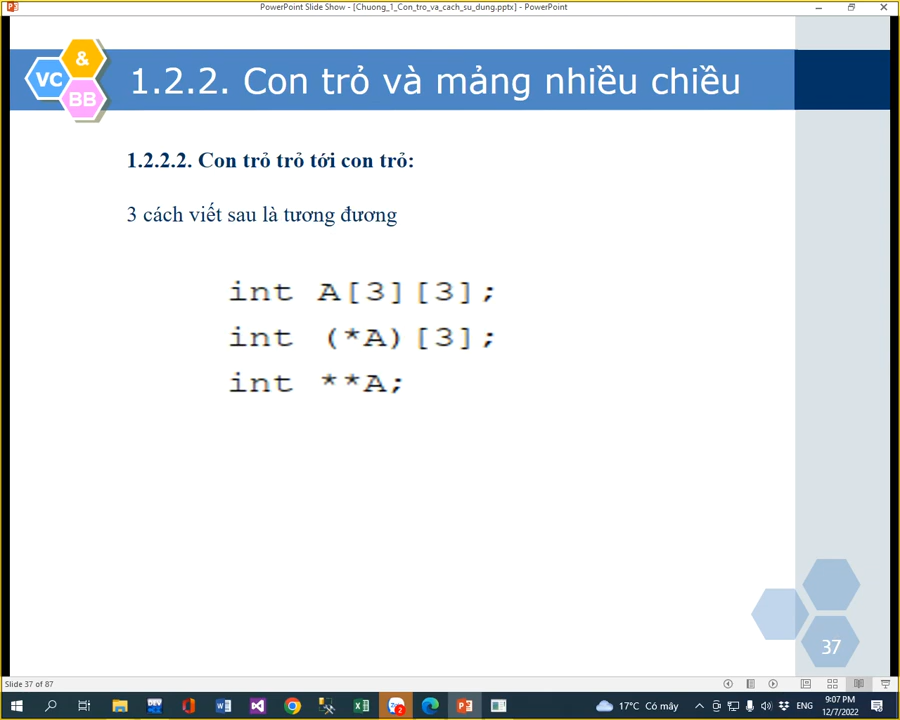 PowerPoint Slide Show - [Chuong_1_Con_tro_va_cach_su_dung.pptx] - PowerPoint
&
VC
BB
1.2.2. Con trỏ và mảng nhiều chiều
1.2.2.2. Con trỏ trỏ tới con trỏ:
3 cách viết sau là tương đương
int A[3][3];
int (*A)[3];
int **A;
37
Slide 37 of 87
17°C Có mây
ENG
9:07 PM
12/7/2022